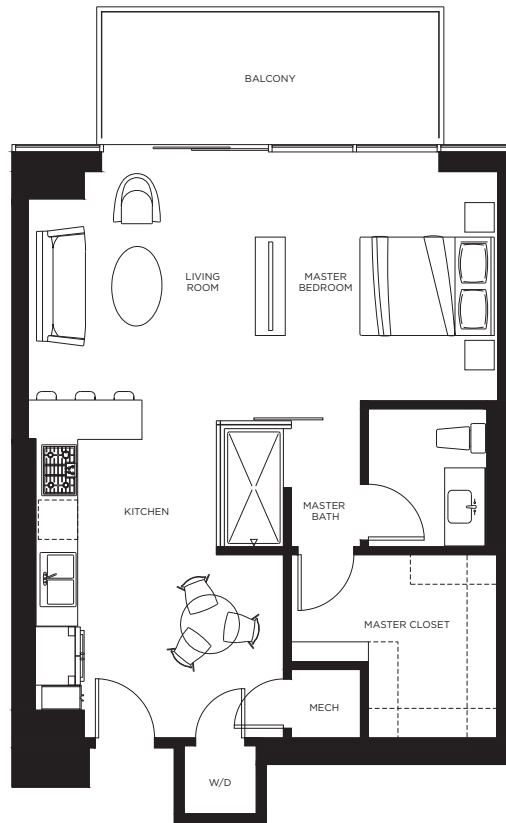 BALCONY
LIVING
ROOM
MASTER
BEDROOM
KITCHEN
MASTER
BATH
MASTER CLOSET
MECH
W/D